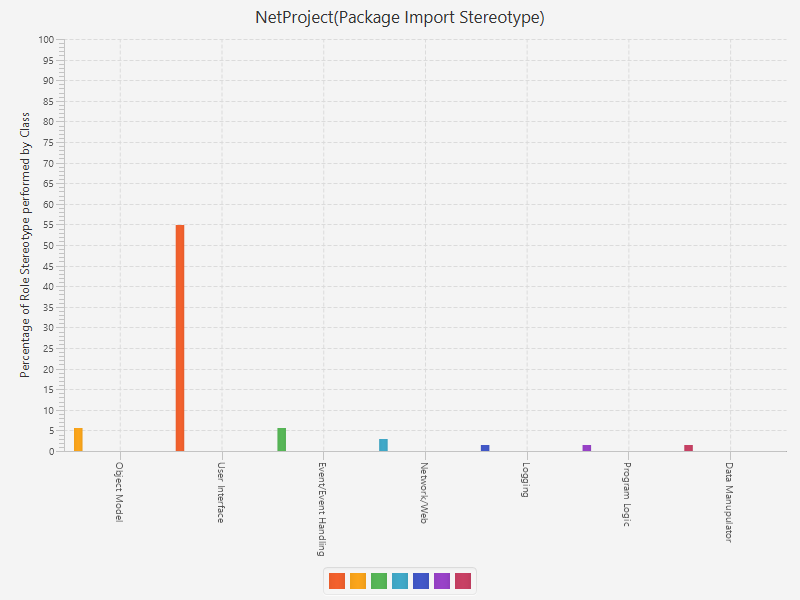 NetProject(Package Import Stereotype)
Percentage of Role Stereotype performed by Class
100
95
90
85
80
75
70
65
60
55
50
45
40
35
30
25
20
15
10
5
0
Object Model
User Interface
Event/Event Handling
Network/Web
Logging
Program Logic
Data Manupulator